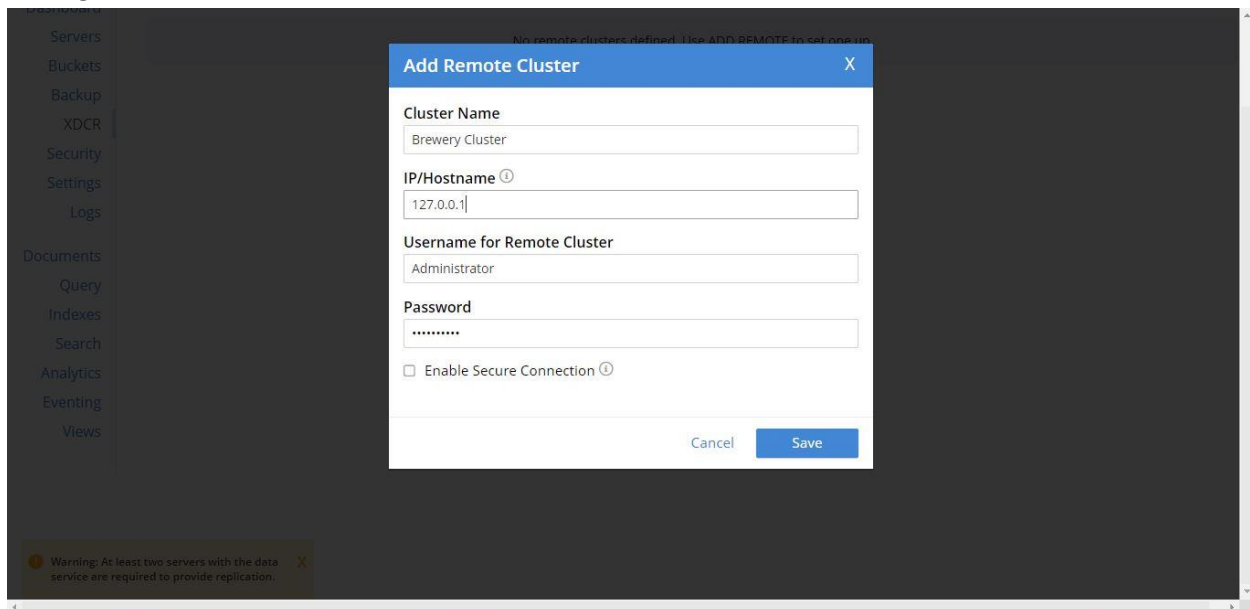 Dashboard
Servers
Buckets
Backup
XDCR
Security
Settings
Logs
Documents
Query
Indexes
Search
Analytics
Eventing
Views
No remote clusters defined. Use ADD REMOTE to set one up.
Add Remote Cluster X
Cluster Name
Brewery Cluster
IP/Hostname
127.0.0.1
Username for Remote Cluster
Administrator
Password
••••••••••
Enable Secure Connection
Cancel Save
Warning: At least two servers with the data X
service are required to provide replication.